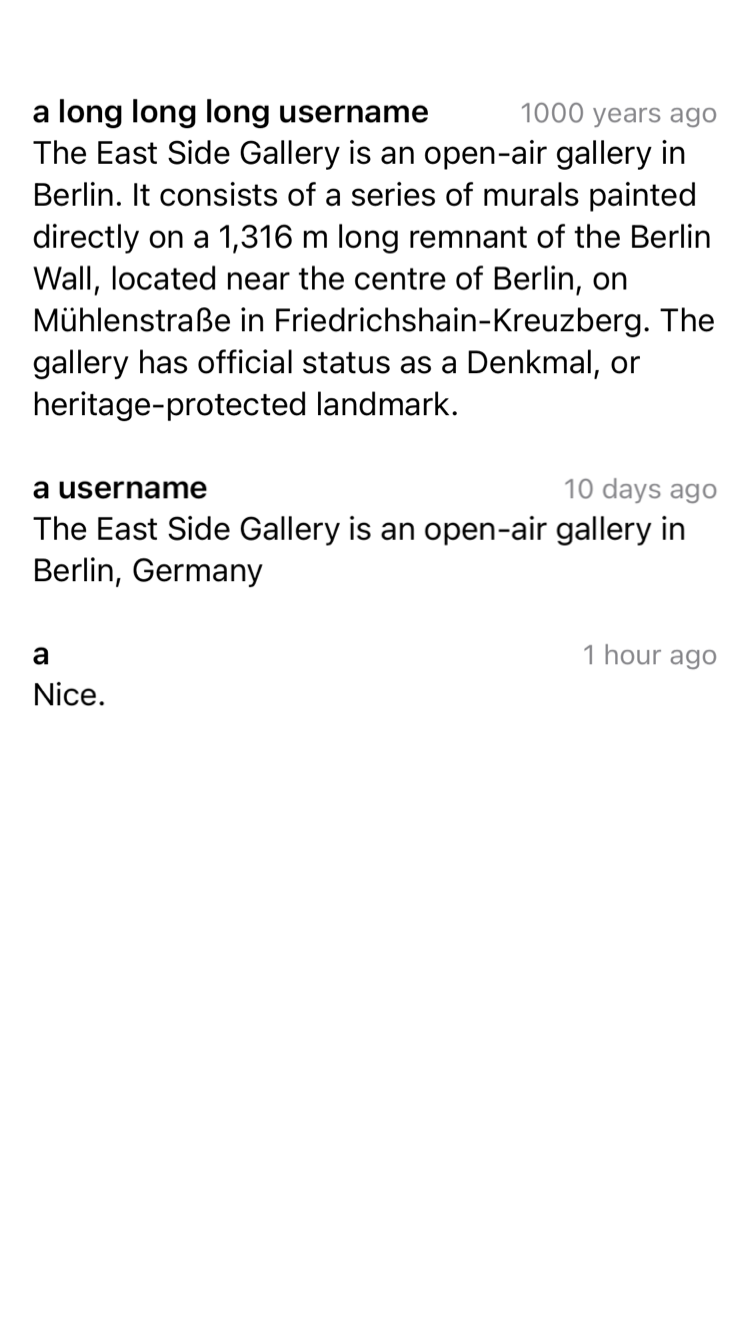 a long long long username 1000 years ago
The East Side Gallery is an open-air gallery in
Berlin. It consists of a series of murals painted
directly on a 1,316 m long remnant of the Berlin
Wall, located near the centre of Berlin, on
Mühlenstraße in Friedrichshain-Kreuzberg. The
gallery has official status as a Denkmal, or
heritage-protected landmark.
a username 10 days ago
The East Side Gallery is an open-air gallery in
Berlin, Germany
a 1 hour ago
Nice.